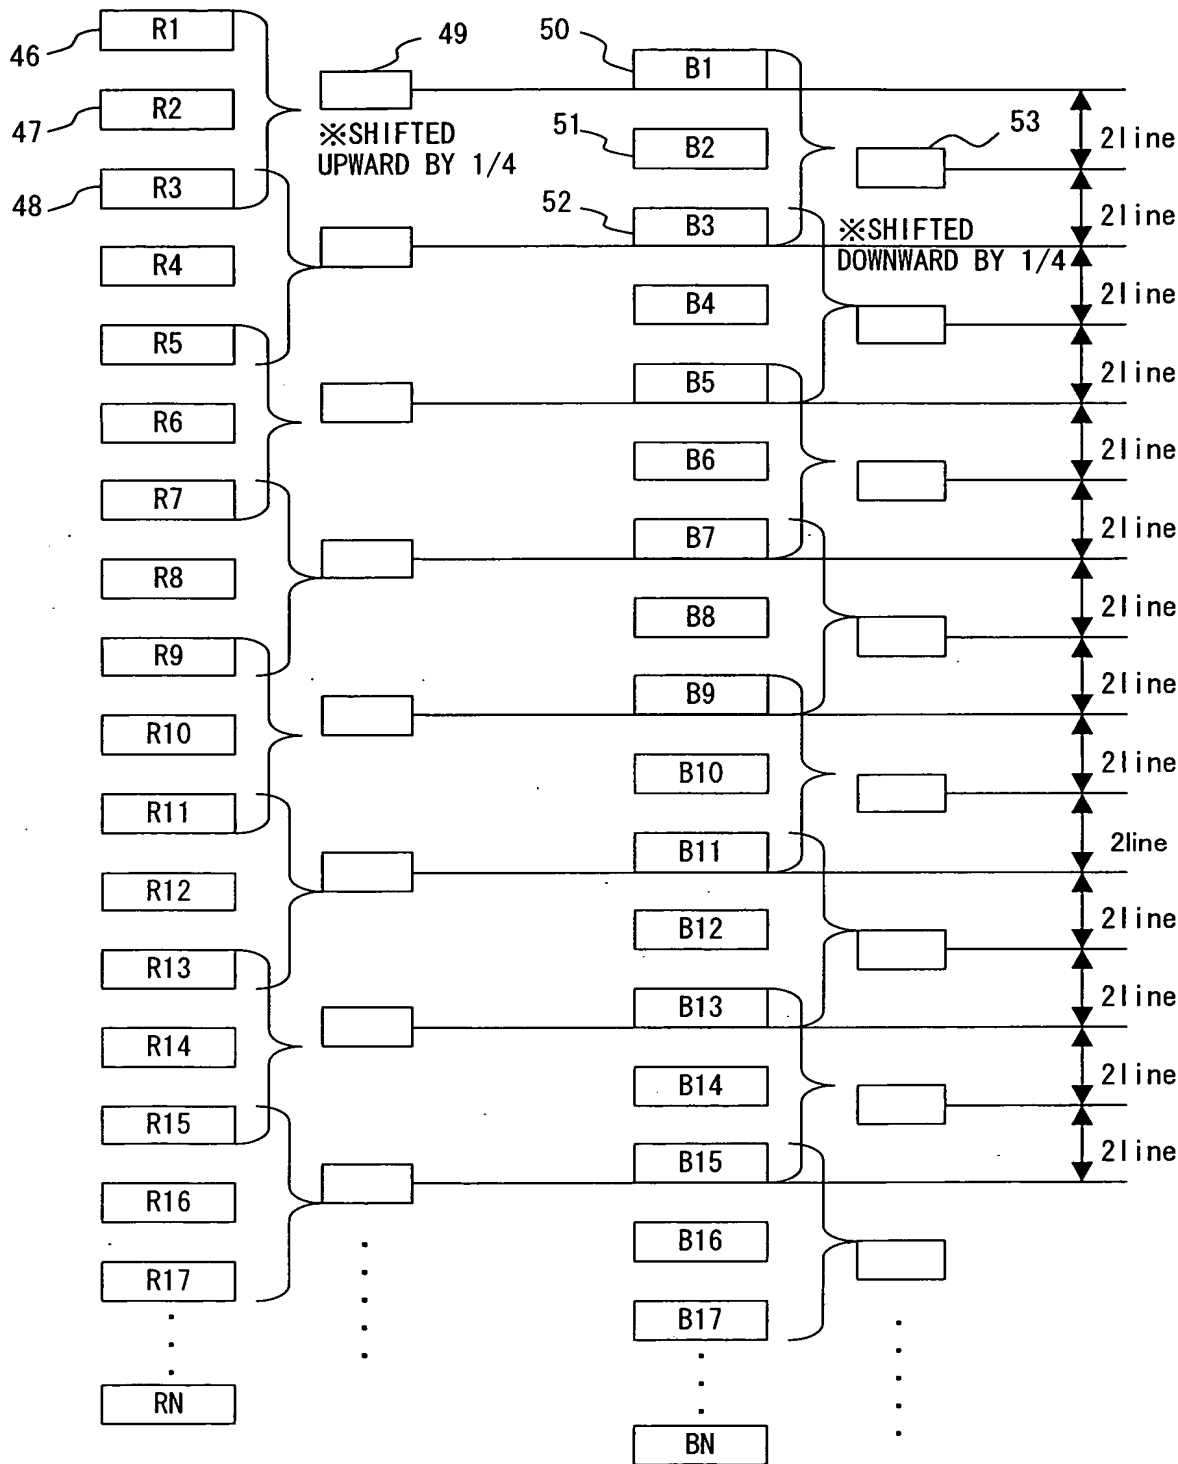 R1
46
49
50
B1
R2
47
※SHIFTED
UPWARD BY 1/4
51
B2
53
2line
R3
48
52
B3
2line
※SHIFTED
DOWNWARD BY 1/4
R4
B4
2line
R5
B5
2line
R6
B6
2line
R7
B7
2line
R8
B8
2line
R9
B9
2line
R10
B10
2line
R11
B11
2line
R12
B12
2line
R13
B13
2line
R14
B14
2line
R15
B15
2line
R16
B16
R17
B17
RN
BN